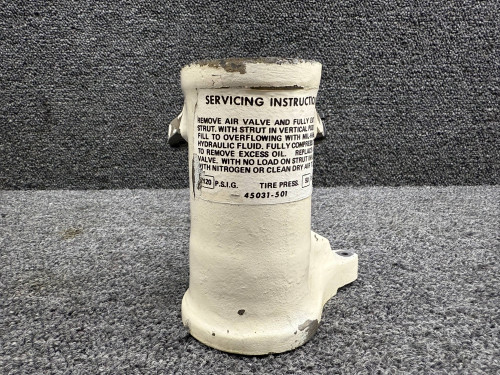 SERVICING INSTRUCTIO
REMOVE AIR VALVE AND FULLY
STRUT. WITH STRUT IN VERTICAL
FILL TO OVERFLOWING WITH
HYDRAULIC FLUID. FULLY
TO REMOVE EXCESS OIL.
VALVE. WITH NO LOAD ON STRUT
WITH NITROGEN OR CLEAN DRY AIR
P.S.I.G. TIRE PRESS.
45031-501